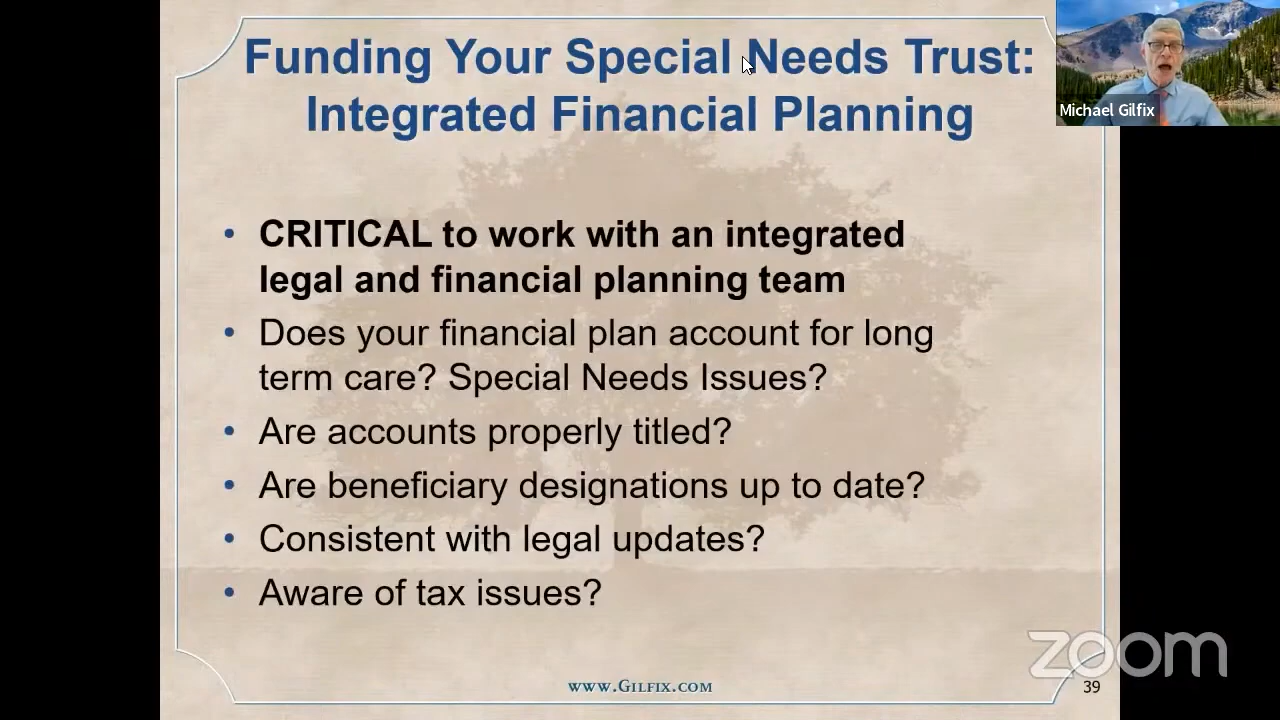 Funding Your Special Needs Trust:
Integrated Financial Planning
Michael Gilfix
• CRITICAL to work with an integrated
legal and financial planning team
• Does your financial plan account for long
term care? Special Needs Issues?
• Are accounts properly titled?
• Are beneficiary designations up to date?
• Consistent with legal updates?
• Aware of tax issues?
zoom
www.Gilfix.com
39